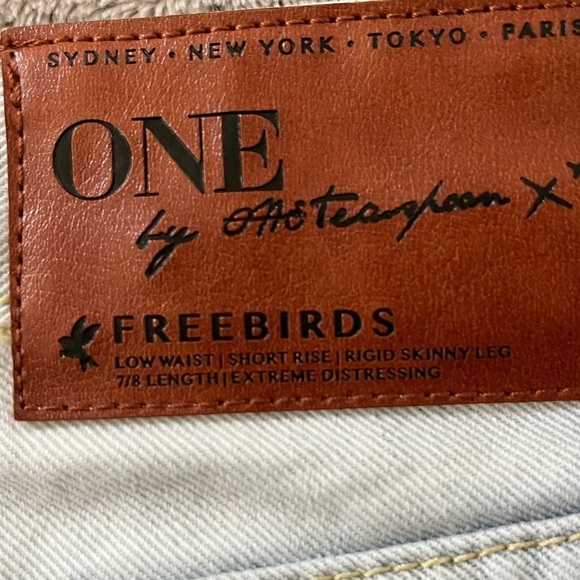 SYDNEY • NEW YORK • TOKYO • PARIS
ONE
by OneTeaspoon X
FREEBIRDS
LOW WAIST | SHORT RISE | RIGID SKINNY LEG
7/8 LENGTH | EXTREME DISTRESSING